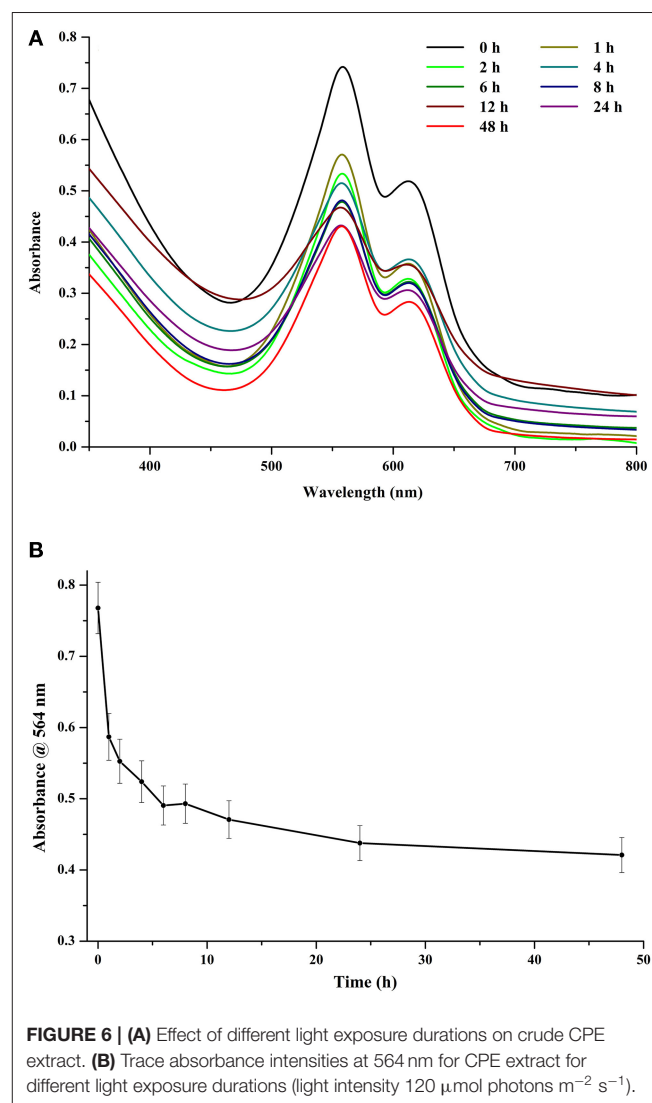 A
0.8
0.7
0.6
0.5
0.4
0.3
0.2
0.1
0.0
Absorbance
0 h 1 h
2 h 4 h
6 h 8 h
12 h 24 h
48 h
400 500 600 700 800
Wavelength (nm)
B
0.8
0.7
0.6
0.5
0.4
0.3
Absorbance @ 564 nm
0 10 20 30 40 50
Time (h)
FIGURE 6 | (A) Effect of different light exposure durations on crude CPE
extract. (B) Trace absorbance intensities at 564 nm for CPE extract for
different light exposure durations (light intensity 120 μmol photons m⁻² s⁻¹).